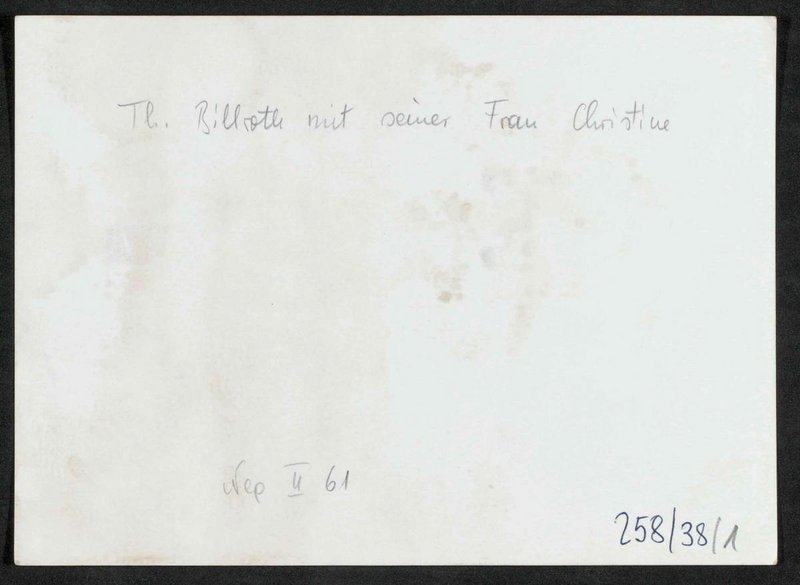 Th. Billroth mit seiner Frau Christine
Neg II 61
258/38/1